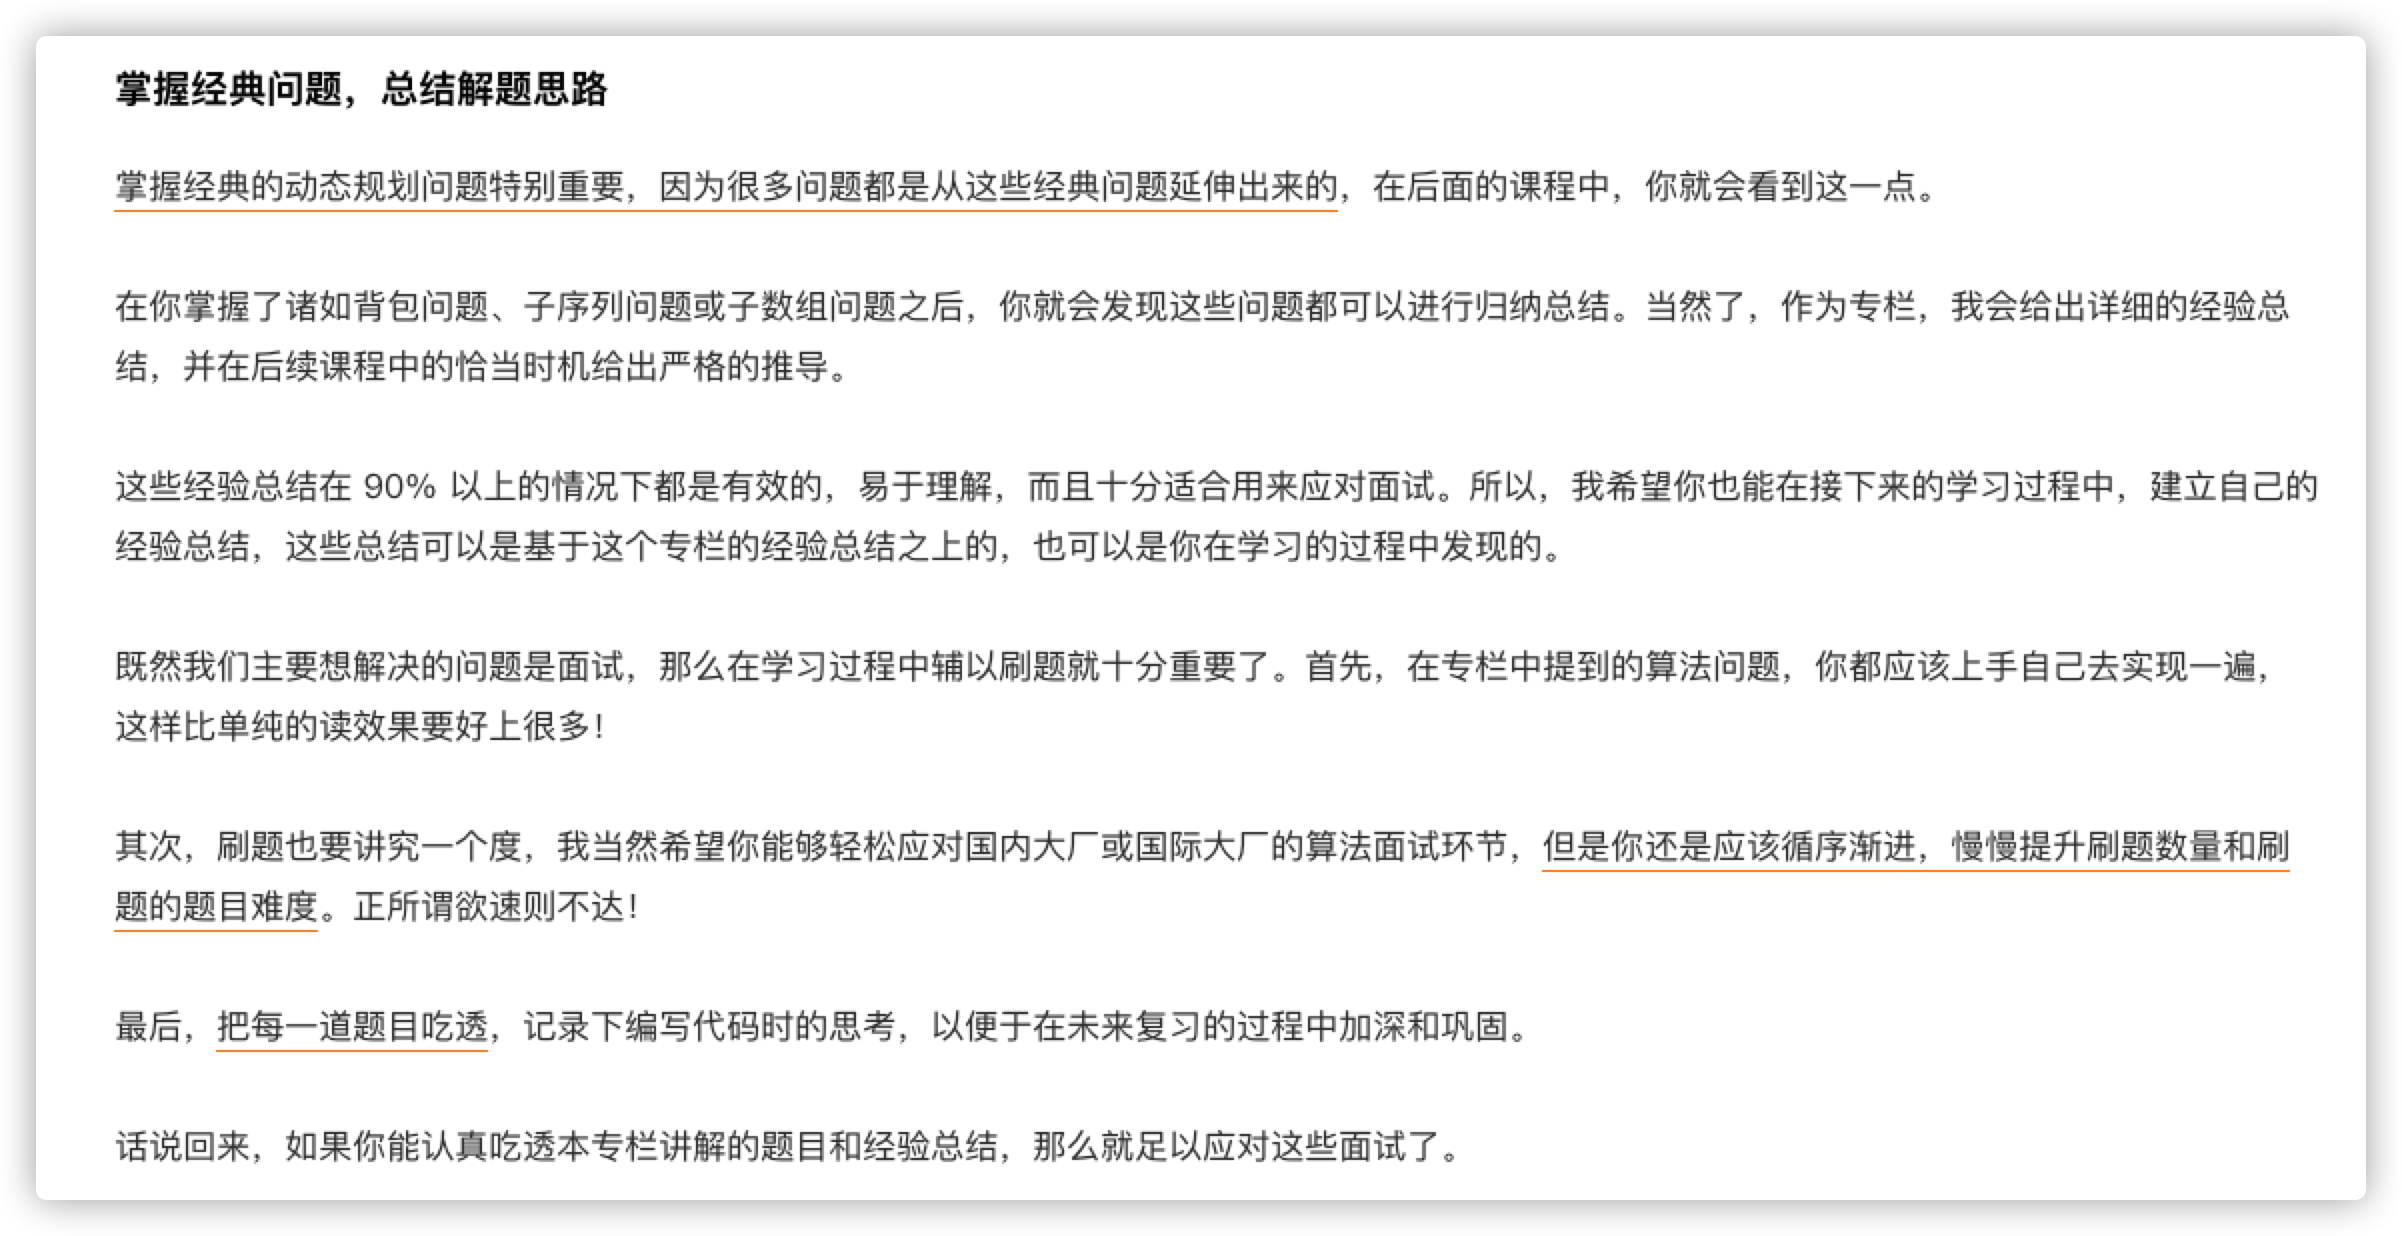 掌握经典问题，总结解题思路
掌握经典的动态规划问题特别重要，因为很多问题都是从这些经典问题延伸出来的，在后面的课程中，你就会看到这一点。
在你掌握了诸如背包问题、子序列问题或子数组问题之后，你就会发现这些问题都可以进行归纳总结。当然了，作为专栏，我会给出详细的经验总
结，并在后续课程中的恰当时机给出严格的推导。
这些经验总结在 90% 以上的情况下都是有效的，易于理解，而且十分适合用来应对面试。所以，我希望你也能在接下来的学习过程中，建立自己的
经验总结，这些总结可以是基于这个专栏的经验总结之上的，也可以是你在学习的过程中发现的。
既然我们主要想解决的问题是面试，那么在学习过程中辅以刷题就十分重要了。首先，在专栏中提到的算法问题，你都应该上手自己去实现一遍，
这样比单纯的读效果要好上很多！
其次，刷题也要讲究一个度，我当然希望你能够轻松应对国内大厂或国际大厂的算法面试环节，但是你还是应该循序渐进，慢慢提升刷题数量和刷
题的题目难度。正所谓欲速则不达！
最后，把每一道题目吃透，记录下编写代码时的思考，以便于在未来复习的过程中加深和巩固。
话说回来，如果你能认真吃透本专栏讲解的题目和经验总结，那么就足以应对这些面试了。